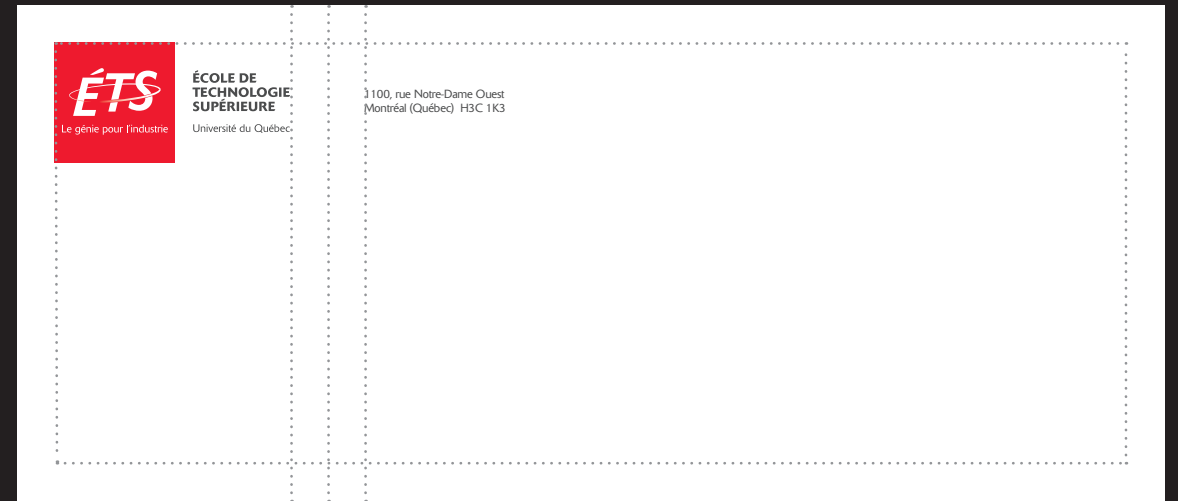 ÉTS
Le génie pour l'industrie
ÉCOLE DE
TECHNOLOGIE
SUPÉRIEURE
Université du Québec
1100, rue Notre-Dame Ouest
Montréal (Québec)  H3C 1K3